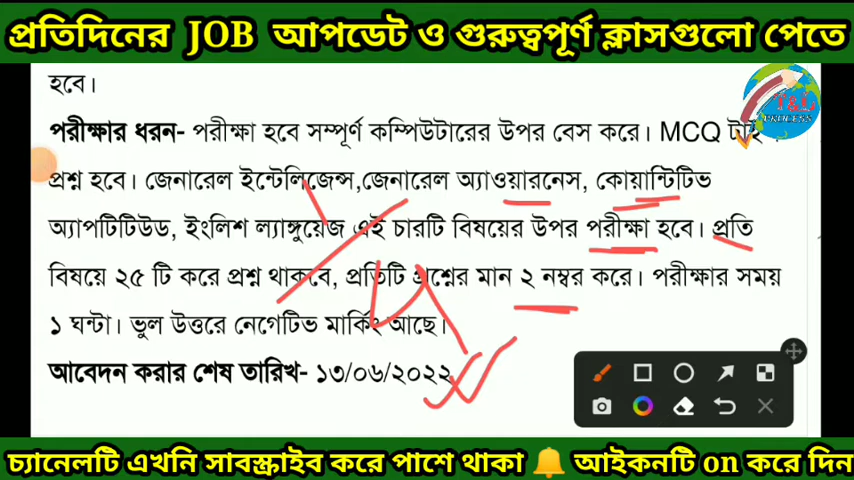 প্রতিদিনের JOB আপডেট ও গুরুত্বপূর্ণ ক্লাসগুলো পেতে
হবে।
T&L
PROCESS
পরীক্ষার ধরন- পরীক্ষা হবে সম্পূর্ণ কম্পিউটারের উপর বেস করে। MCQ টাইপ
প্রশ্ন হবে। জেনারেল ইন্টেলিজেন্স,জেনারেল অ্যাওয়ারনেস, কোয়ান্টিটিভ
অ্যাপটিটিউড, ইংলিশ ল্যাঙ্গুয়েজ এই চারটি বিষয়ের উপর পরীক্ষা হবে। প্রতি
বিষয়ে ২৫ টি করে প্রশ্ন থাকবে, প্রতিটি প্রশ্নের মান ২ নম্বর করে। পরীক্ষার সময়
১ ঘন্টা। ভুল উত্তরে নেগেটিভ মার্কিং আছে।
আবেদন করার শেষ তারিখ- ১৩/০৬/২০২২
চ্যানেলটি এখনি সাবস্ক্রাইব করে পাশে থাকা 🔔 আইকনটি on করে দিন